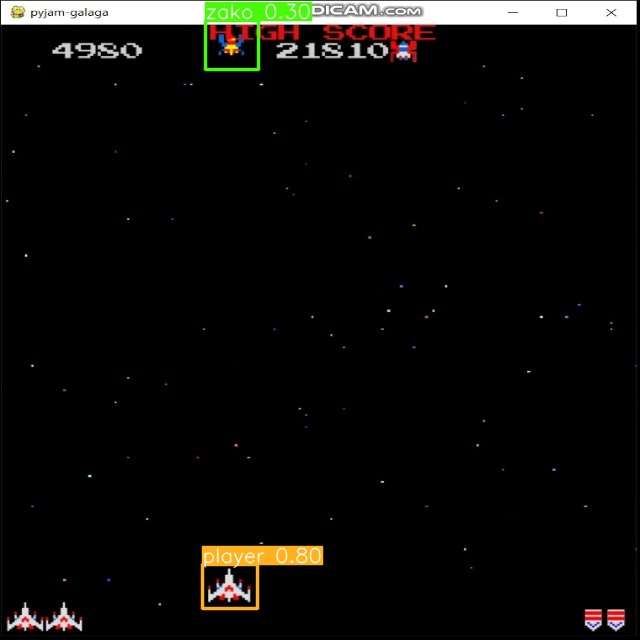 pyjam-galaga
zako 0.30
DICAM.COM
HIGH SCORE
4980
21810
player 0.80